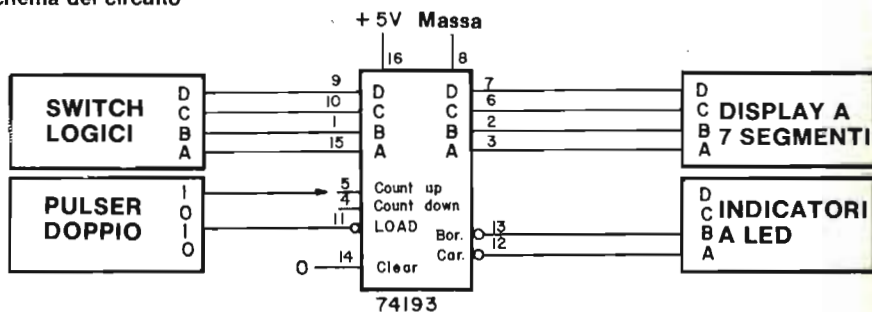 schema del circuito
+ 5V Massa
16 8
SWITCH LOGICI
D
C
B
A
9
10
1
15
D
C
B
A
D
C
B
A
7
6
2
3
D
C
B
A
DISPLAY A
7 SEGMENTI
PULSER
DOPPIO
1
0
1
0
5 Count up
4 Count down
11 LOAD
14 Clear
0
Bor. 13
Car. 12
D
C
B
A
INDICATORI
A LED
74193